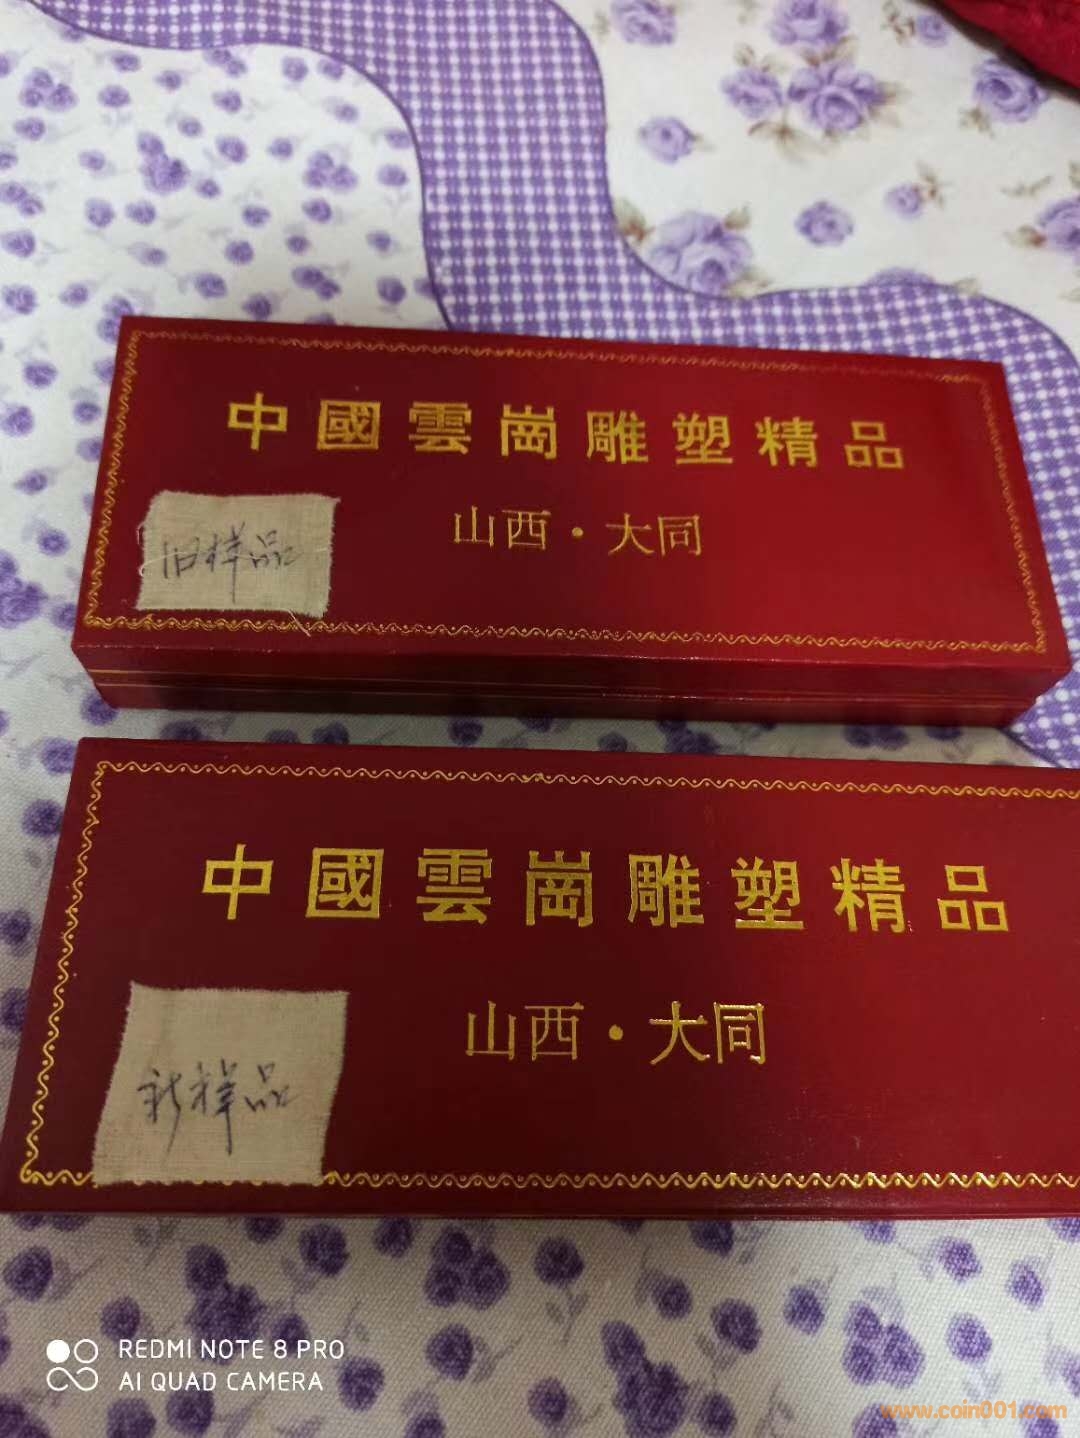 中國雲崗雕塑精品
山西·大同
旧样品
中國雲崗雕塑精品
山西·大同
新样品
REDMI NOTE 8 PRO
AI QUAD CAMERA
www.coin001.com